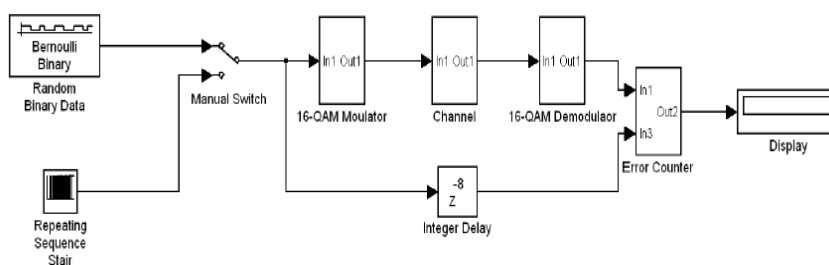 Bernoulli
Binary
Random
Binary Data
Manual Switch
In1 Out1
16-QAM Moulator
In1 Out1
Channel
In1 Out1
16-QAM Demodulaor
In1
Out2
In3
Error Counter
Display
Repeating
Sequence
Stair
-8
Z
Integer Delay